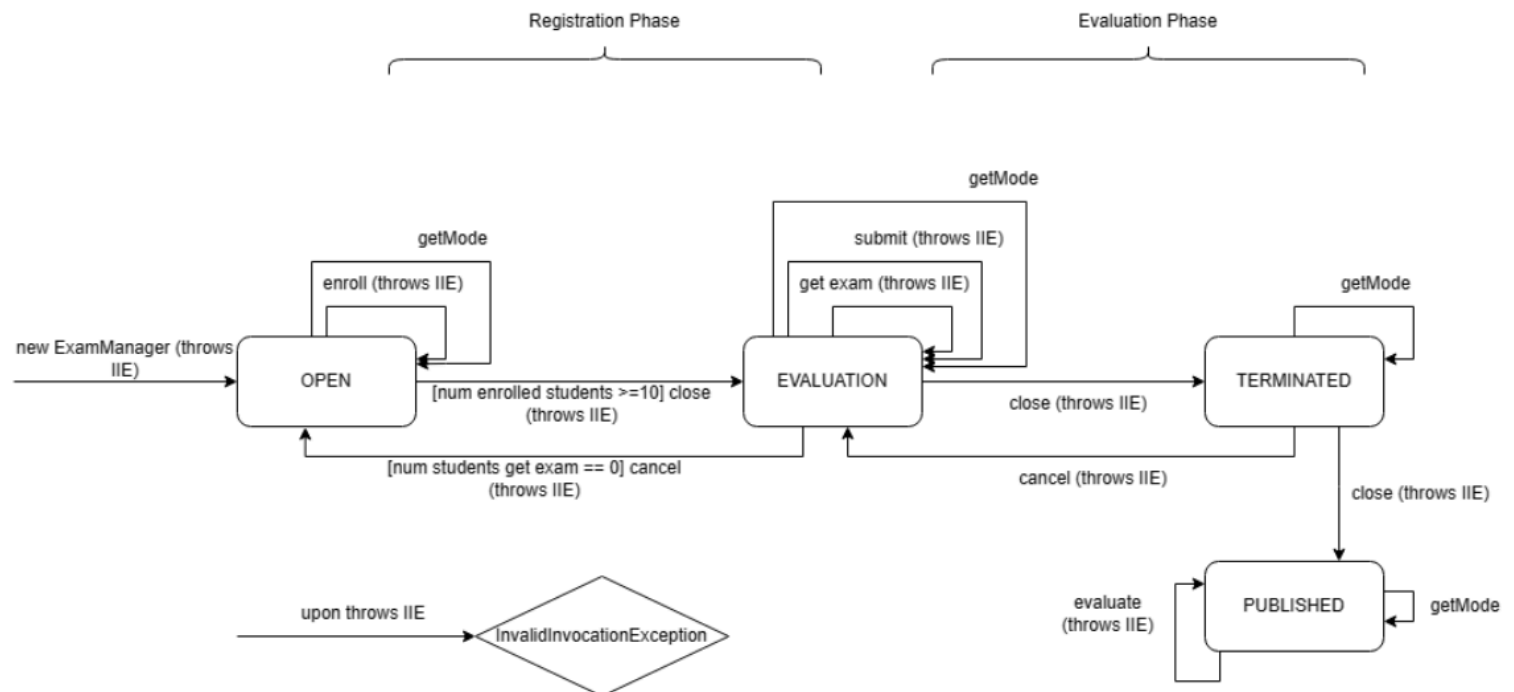 Registration Phase
Evaluation Phase
getMode
getMode
submit (throws IIE)
enroll (throws IIE)
get exam (throws IIE)
getMode
new ExamManager (throws
IIE)
OPEN
[num enrolled students >=10] close
(throws IIE)
EVALUATION
close (throws IIE)
TERMINATED
[num students get exam == 0] cancel
(throws IIE)
cancel (throws IIE)
close (throws IIE)
upon throws IIE
InvalidInvocationException
evaluate
(throws IIE)
PUBLISHED
getMode